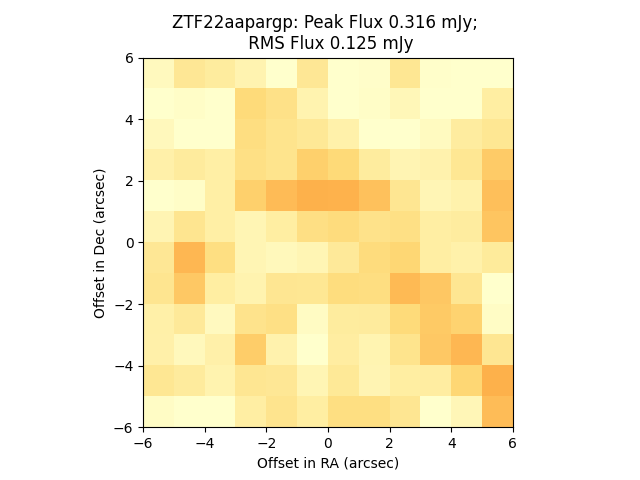 ZTF22aapargp: Peak Flux 0.316 mJy;
RMS Flux 0.125 mJy
6
4
2
0
−2
−4
−6
Offset in Dec (arcsec)
−6 −4 −2 0 2 4 6
Offset in RA (arcsec)